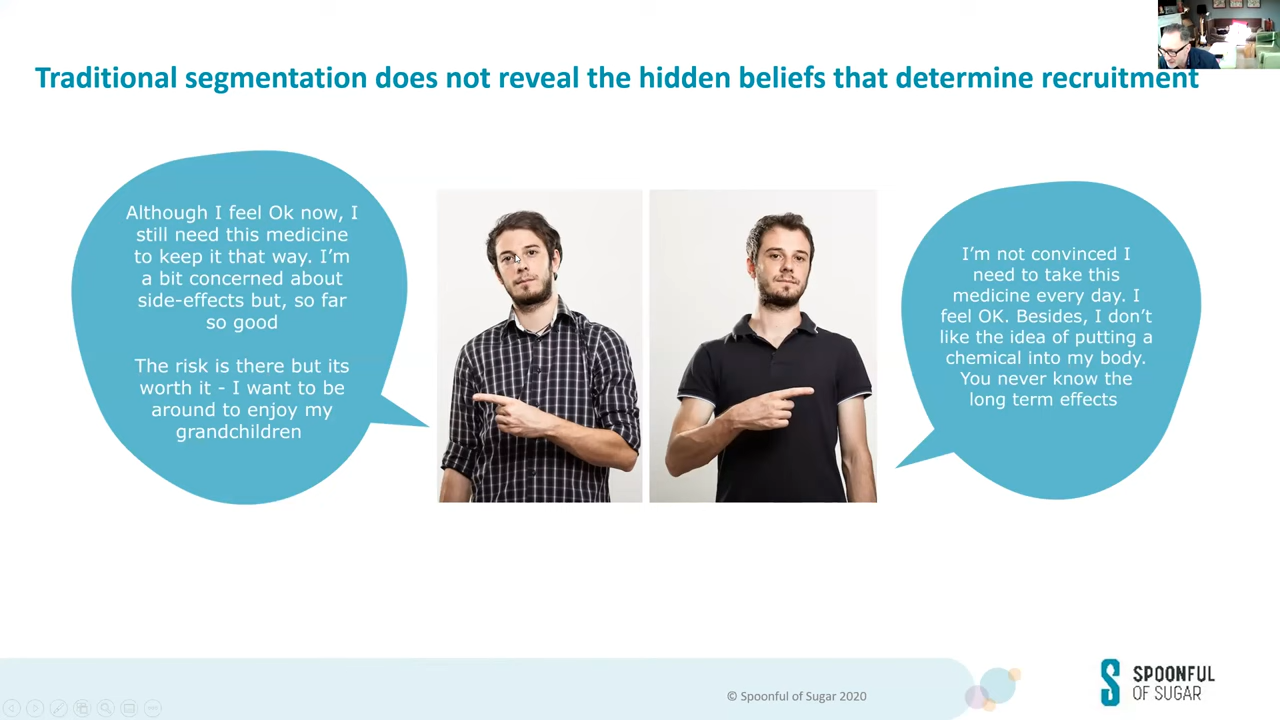 Traditional segmentation does not reveal the hidden beliefs that determine recruitment
Although I feel Ok now, I
still need this medicine
to keep it that way. I’m
a bit concerned about
side-effects but, so far
so good
The risk is there but its
worth it - I want to be
around to enjoy my
grandchildren
I’m not convinced I
need to take this
medicine every day. I
feel OK. Besides, I don’t
like the idea of putting a
chemical into my body.
You never know the
long term effects
© Spoonful of Sugar 2020
SPOONFUL
OF SUGAR